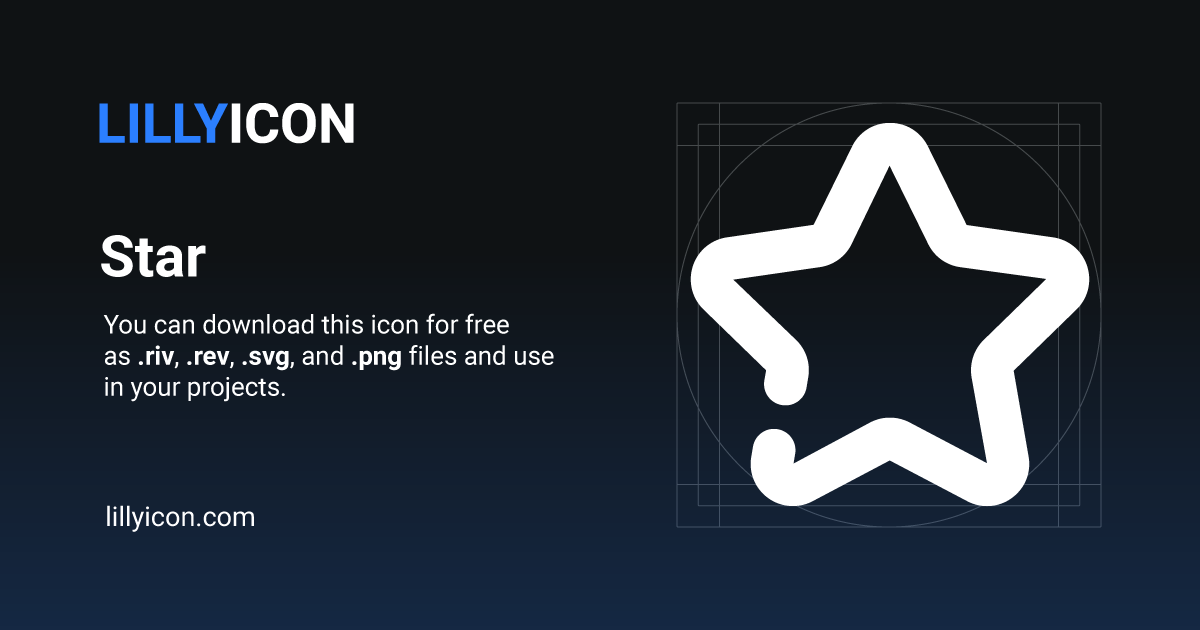 LILLYICON
Star
You can download this icon for free
as .riv, .rev, .svg, and .png files and use
in your projects.
lillyicon.com